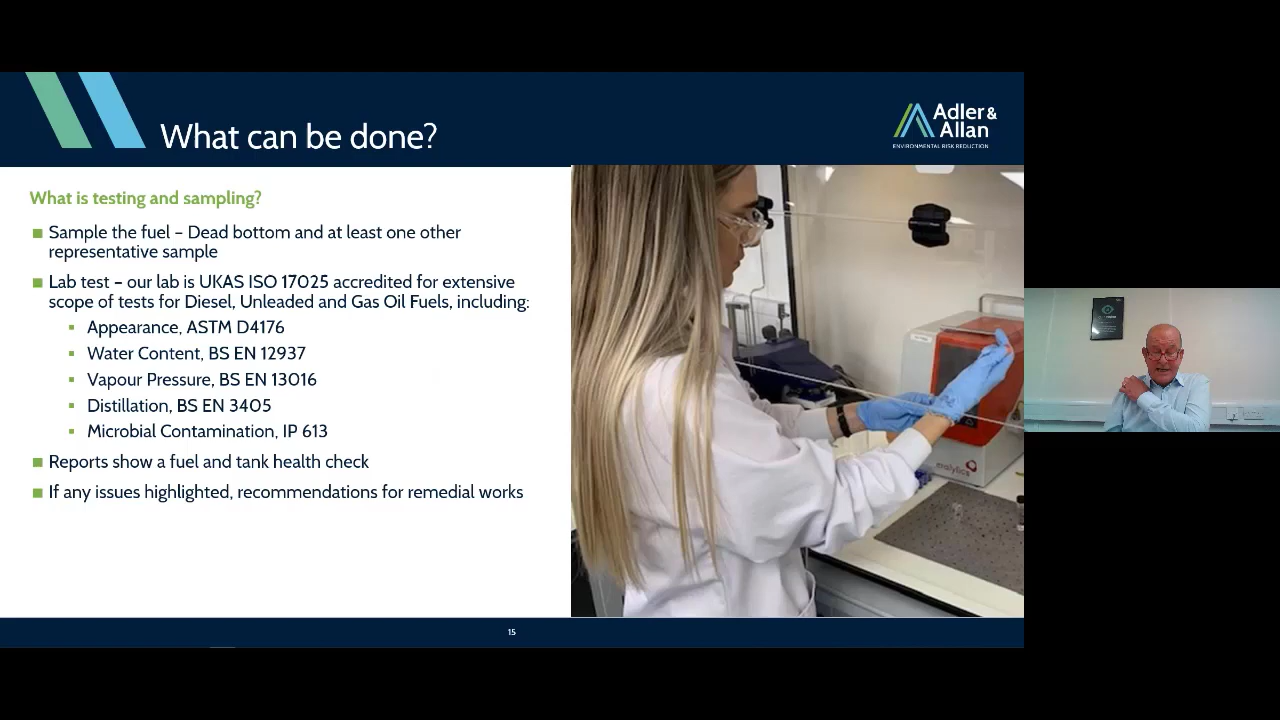 What can be done?
Adler &
Allan
ENVIRONMENTAL RISK REDUCTION
What is testing and sampling?
Sample the fuel – Dead bottom and at least one other
representative sample
Lab test – our lab is UKAS ISO 17025 accredited for extensive
scope of tests for Diesel, Unleaded and Gas Oil Fuels, including:
Appearance, ASTM D4176
Water Content, BS EN 12937
Vapour Pressure, BS EN 13016
Distillation, BS EN 3405
Microbial Contamination, IP 613
Reports show a fuel and tank health check
If any issues highlighted, recommendations for remedial works
15